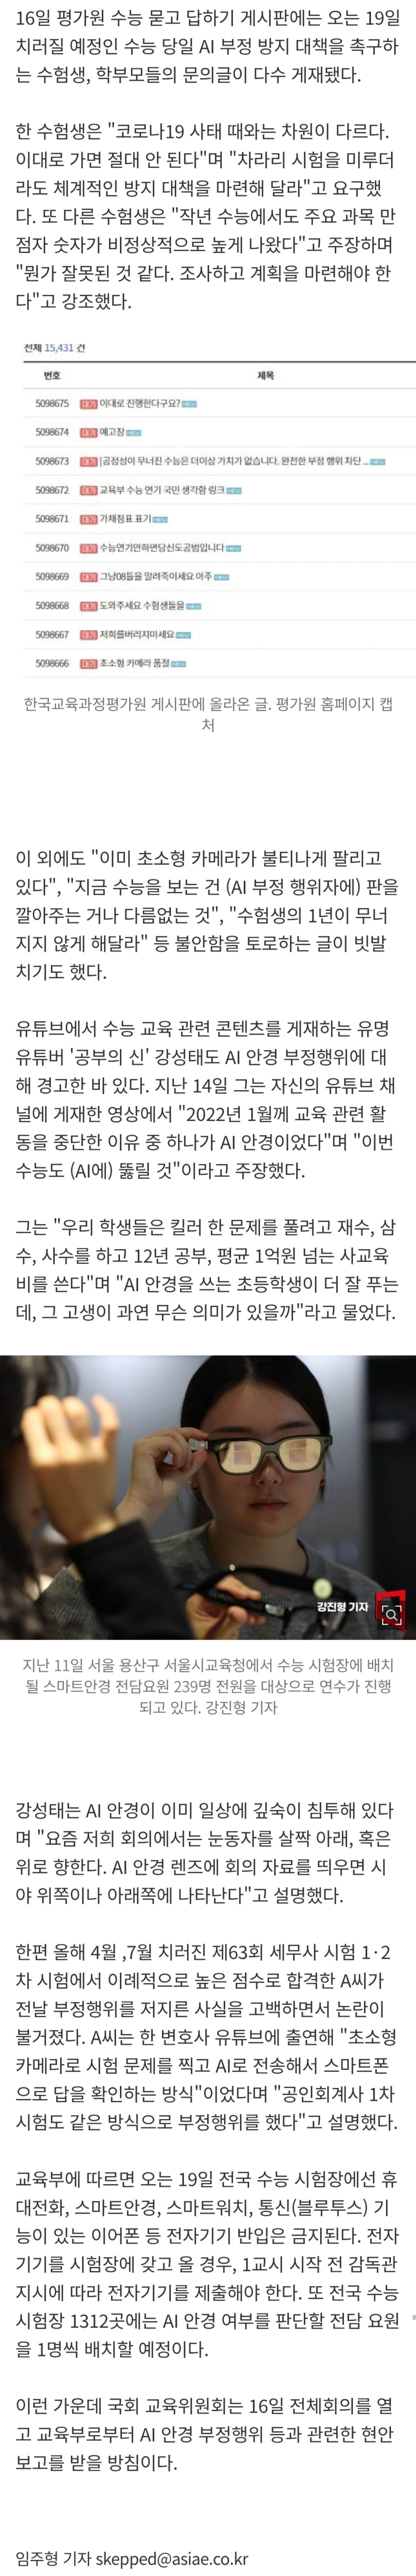 16일 평가원 수능 묻고 답하기 게시판에는 오는 19일
치러질 예정인 수능 당일 AI 부정 방지 대책을 촉구하
는 수험생, 학부모들의 문의글이 다수 게재됐다.
한 수험생은 "코로나19 사태 때와는 차원이 다르다.
이대로 가면 절대 안 된다"며 "차라리 시험을 미루더
라도 체계적인 방지 대책을 마련해 달라"고 요구했
다. 또 다른 수험생은 "작년 수능에서도 주요 과목 만
점자 숫자가 비정상적으로 높게 나왔다"고 주장하며
"뭔가 잘못된 것 같다. 조사하고 계획을 마련해야 한
다"고 강조했다.
전체 15,431 건
번호 제목
5098675 대기 이대로 진행한다구요?
5098674 대기 예고장
5098673 대기 |공정성이 무너진 수능은 더이상 가치가 없습니다. 완전한 부정 행위 차단 ...
5098672 대기 교육부 수능 연기 국민 생각함 링크
5098671 대기 가채점표 표기
5098670 대기 수능연기안하면당신도공범입니다
5098669 대기 그냥08들을 말려죽이세요 아주
5098668 대기 도와주세요 수험생들을
5098667 대기 저희를버리지마세요
5098666 대기 초소형 카메라 품절
한국교육과정평가원 게시판에 올라온 글. 평가원 홈페이지 캡
처
이 외에도 "이미 초소형 카메라가 불티나게 팔리고
있다", "지금 수능을 보는 건 (AI 부정 행위자에) 판을
깔아주는 거나 다름없는 것", "수험생의 1년이 무너
지지 않게 해달라" 등 불안함을 토로하는 글이 빗발
치기도 했다.
유튜브에서 수능 교육 관련 콘텐츠를 게재하는 유명
유튜버 '공부의 신' 강성태도 AI 안경 부정행위에 대
해 경고한 바 있다. 지난 14일 그는 자신의 유튜브 채
널에 게재한 영상에서 "2022년 1월께 교육 관련 활
동을 중단한 이유 중 하나가 AI 안경이었다"며 "이번
수능도 (AI에) 뚫릴 것"이라고 주장했다.
그는 "우리 학생들은 킬러 한 문제를 풀려고 재수, 삼
수, 사수를 하고 12년 공부, 평균 1억원 넘는 사교육
비를 쓴다"며 "AI 안경을 쓰는 초등학생이 더 잘 푸는
데, 그 고생이 과연 무슨 의미가 있을까"라고 물었다.
강진형 기자
지난 11일 서울 용산구 서울시교육청에서 수능 시험장에 배치
될 스마트안경 전담요원 239명 전원을 대상으로 연수가 진행
되고 있다. 강진형 기자
강성태는 AI 안경이 이미 일상에 깊숙이 침투해 있다
며 "요즘 저희 회의에서는 눈동자를 살짝 아래, 혹은
위로 향한다. AI 안경 렌즈에 회의 자료를 띄우면 시
야 위쪽이나 아래쪽에 나타난다"고 설명했다.
한편 올해 4월 ,7월 치러진 제63회 세무사 시험 1·2
차 시험에서 이례적으로 높은 점수로 합격한 A씨가
전날 부정행위를 저지른 사실을 고백하면서 논란이
불거졌다. A씨는 한 변호사 유튜브에 출연해 "초소형
카메라로 시험 문제를 찍고 AI로 전송해서 스마트폰
으로 답을 확인하는 방식"이었다며 "공인회계사 1차
시험도 같은 방식으로 부정행위를 했다"고 설명했다.
교육부에 따르면 오는 19일 전국 수능 시험장에선 휴
대전화, 스마트안경, 스마트워치, 통신(블루투스) 기
능이 있는 이어폰 등 전자기기 반입은 금지된다. 전자
기기를 시험장에 갖고 올 경우, 1교시 시작 전 감독관
지시에 따라 전자기기를 제출해야 한다. 또 전국 수능
시험장 1312곳에는 AI 안경 여부를 판단할 전담 요원
을 1명씩 배치할 예정이다.
이런 가운데 국회 교육위원회는 16일 전체회의를 열
고 교육부로부터 AI 안경 부정행위 등과 관련한 현안
보고를 받을 방침이다.
임주형 기자 skepped@asiae.co.kr